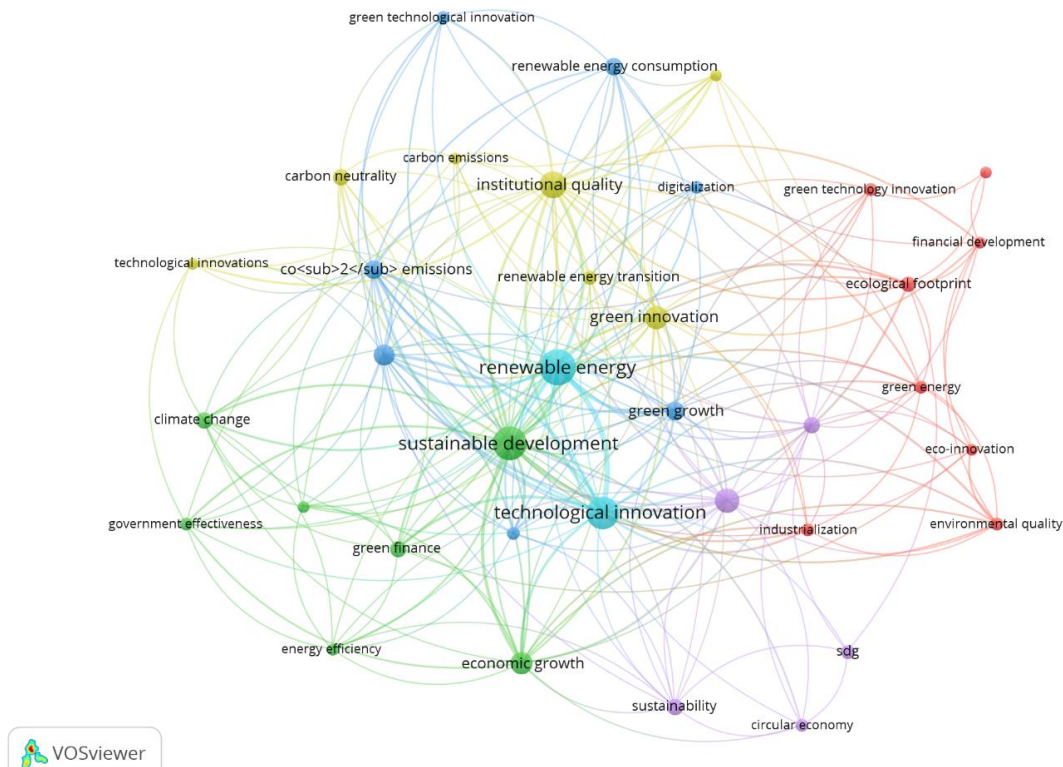 green technological innovation
renewable energy consumption
carbon emissions
carbon neutrality
institutional quality
digitalization
green technology innovation
financial development
technological innovations
co<sub>2</sub> emissions
renewable energy transition
ecological footprint
green innovation
renewable energy
green energy
green growth
climate change
sustainable development
eco-innovation
technological innovation
government effectiveness
industrialization
environmental quality
green finance
energy efficiency
economic growth
sdg
sustainability
circular economy
VOSviewer